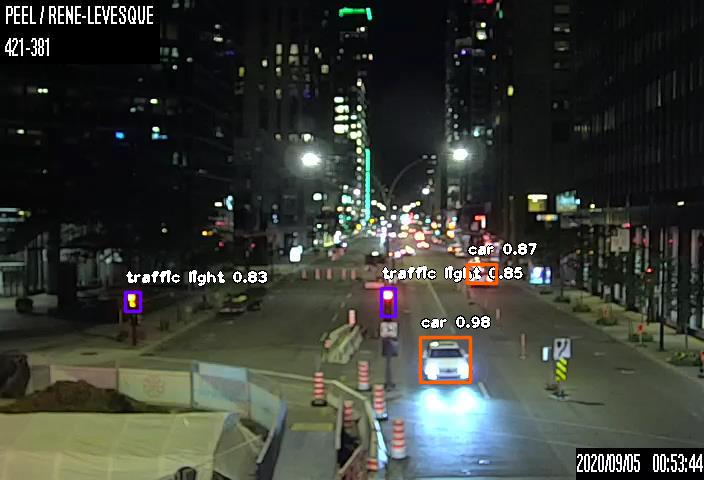 PEEL / RENE-LEVESQUE
421-381
car 0.87
traffic light 0.83
traffic light 0.85
car 0.98
2020/09/05 00:53:44